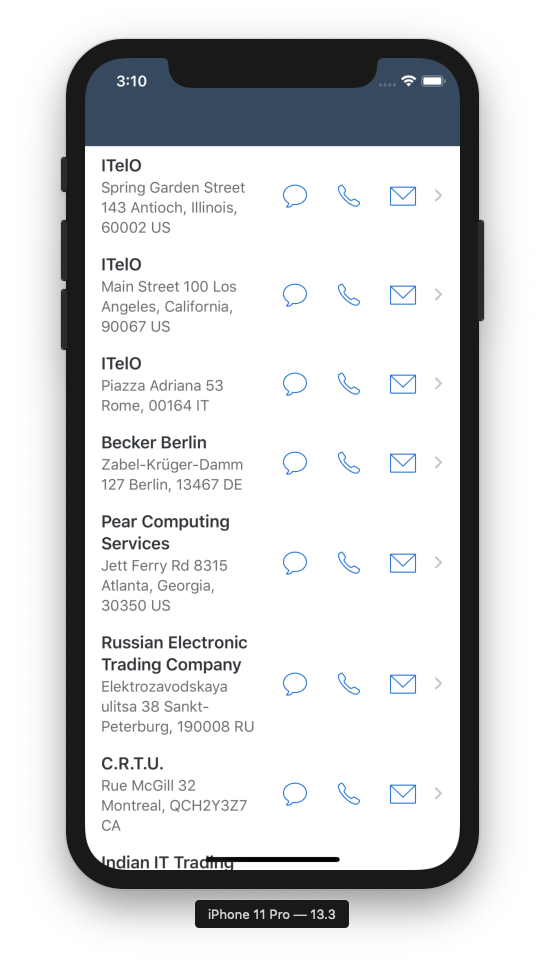 3:10
ITelO
Spring Garden Street
143 Antioch, Illinois,
60002 US
ITelO
Main Street 100 Los
Angeles, California,
90067 US
ITelO
Piazza Adriana 53
Rome, 00164 IT
Becker Berlin
Zabel-Krüger-Damm
127 Berlin, 13467 DE
Pear Computing
Services
Jett Ferry Rd 8315
Atlanta, Georgia,
30350 US
Russian Electronic
Trading Company
Elektrozavodskaya
ulitsa 38 Sankt-
Peterburg, 190008 RU
C.R.T.U.
Rue McGill 32
Montreal, QCH2Y3Z7
CA
Indian IT Trading
iPhone 11 Pro — 13.3